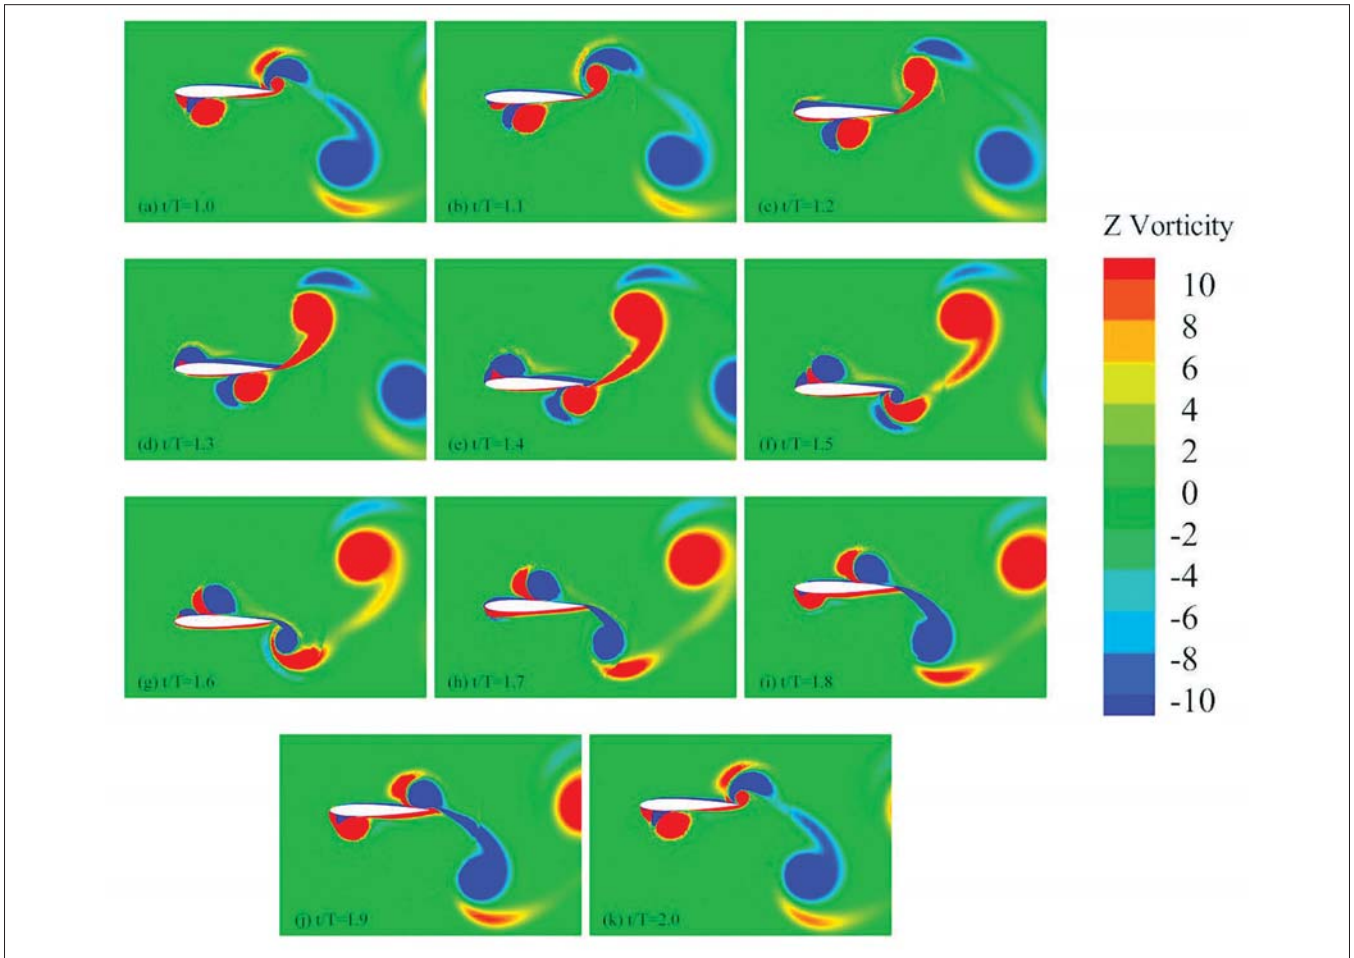 (a) t/T=1.0
(b) t/T=1.1
(c) t/T=1.2
Z Vorticity
10
8
6
4
2
0
-2
-4
-6
-8
-10
(d) t/T=1.3
(e) t/T=1.4
(f) t/T=1.5
(g) t/T=1.6
(h) t/T=1.7
(i) t/T=1.8
(j) t/T=1.9
(k) t/T=2.0